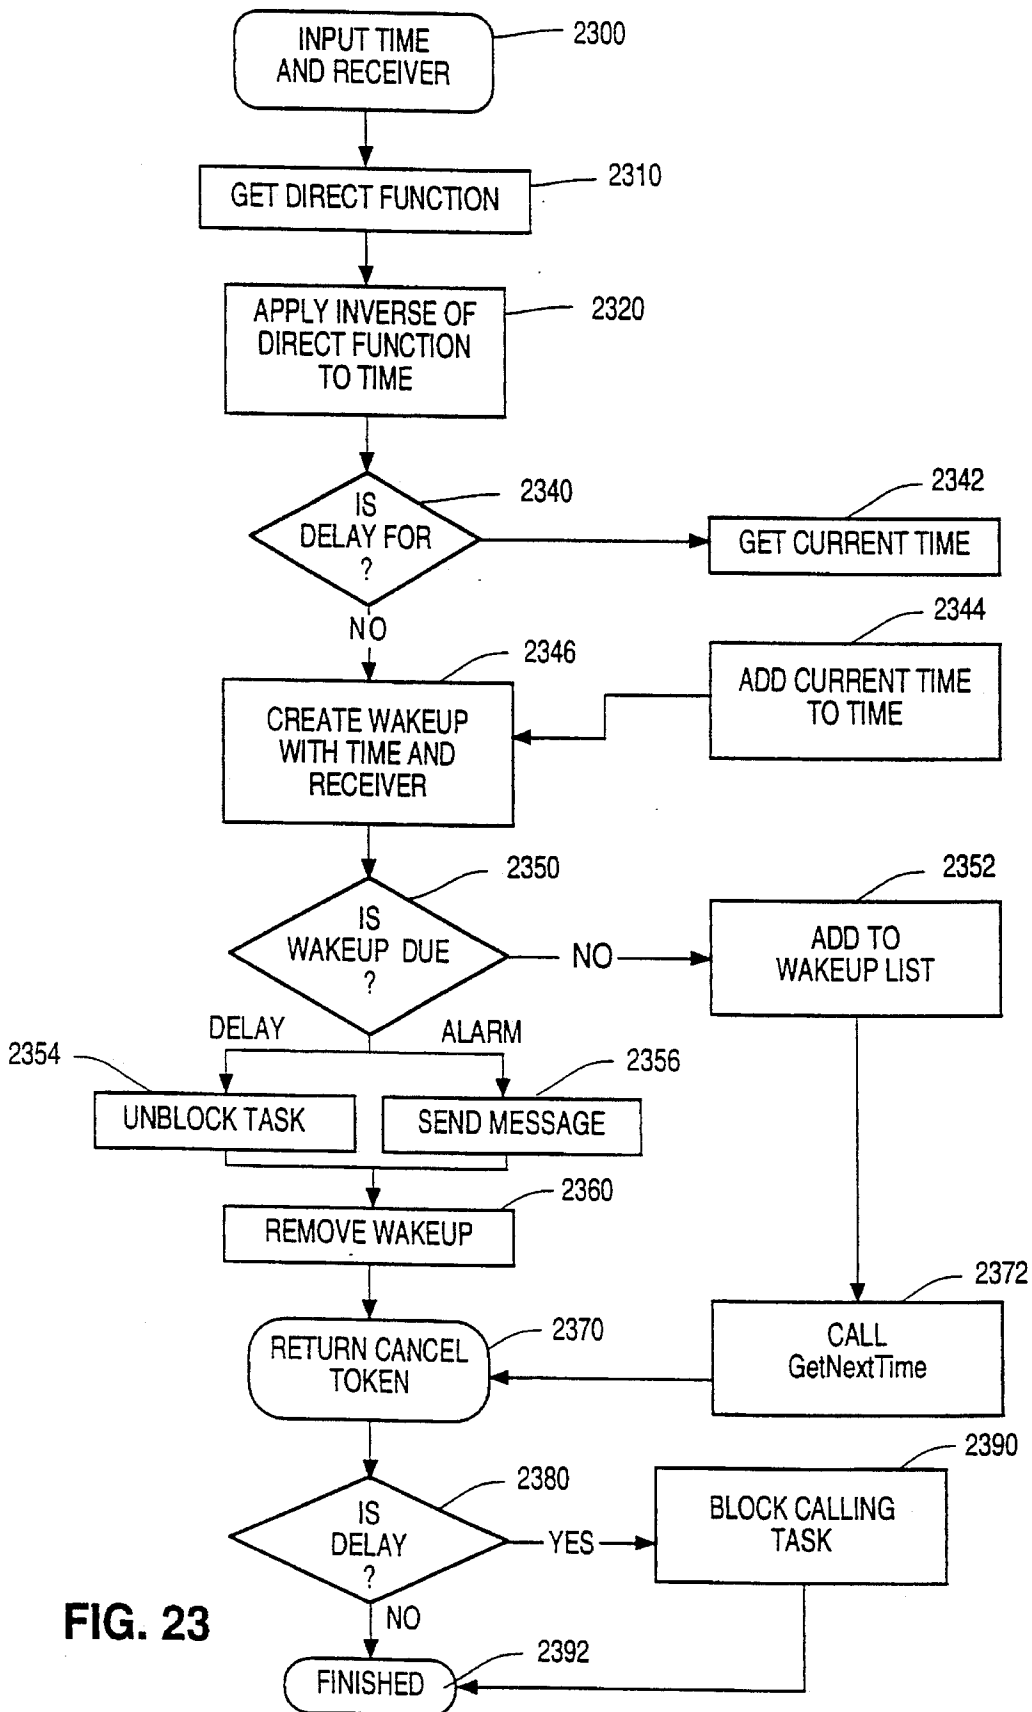 INPUT TIME
AND RECEIVER
2300
GET DIRECT FUNCTION
2310
APPLY INVERSE OF
DIRECT FUNCTION
TO TIME
2320
IS
DELAY FOR
?
2340
GET CURRENT TIME
2342
NO
ADD CURRENT TIME
TO TIME
2344
CREATE WAKEUP
WITH TIME AND
RECEIVER
2346
IS
WAKEUP DUE
?
2350
NO
ADD TO
WAKEUP LIST
2352
DELAY
ALARM
2354
UNBLOCK TASK
2356
SEND MESSAGE
REMOVE WAKEUP
2360
RETURN CANCEL
TOKEN
2370
CALL
GetNextTime
2372
IS
DELAY
?
2380
YES
BLOCK CALLING
TASK
2390
NO
FINISHED
2392
FIG. 23